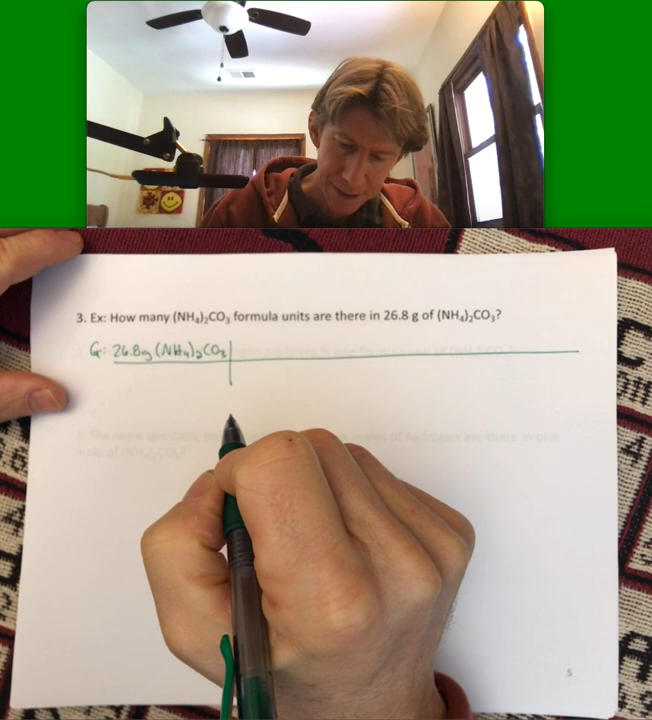 3. Ex: How many (NH₄)₂CO₃ formula units are there in 26.8 g of (NH₄)₂CO₃?
G: 26.8g (NH₄)₂CO₃
5